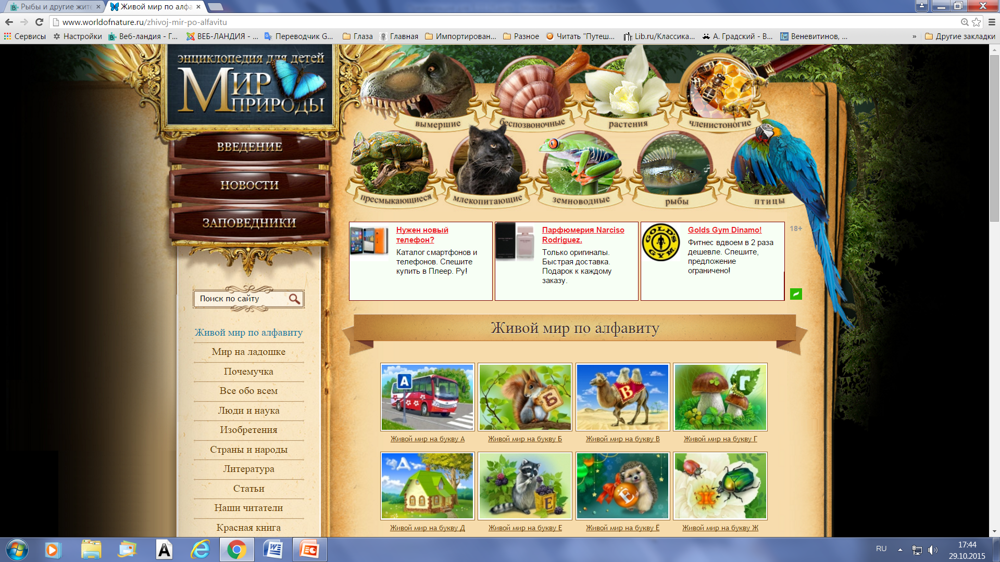 Рыбы и другие жите
Живой мир по алфа
www.worldofnature.ru/zhivoj-mir-po-alfavitu
Сервисы
Настройки
Веб-ландия - Г...
ВЕБ-ЛАНДИЯ - ...
Переводчик G...
Глаза
Главная
Импортирован...
Разное
Читать "Путеш...
Lib.ru/Классика...
А. Градский - В...
Веневитинов, ...
»
Другие закладки
энциклопедия для детей
Мир
природы
вымершие
беспозвоночные
растения
членистоногие
пресмыкающиеся
млекопитающие
земноводные
рыбы
птицы
ВВЕДЕНИЕ
НОВОСТИ
ЗАПОВЕДНИКИ
Поиск по сайту
Живой мир по алфавиту
Мир на ладошке
Почемучка
Все обо всем
Люди и наука
Изобретения
Страны и народы
Литература
Статьи
Наши читатели
Красная книга
Нужен новый
телефон?
Каталог смартфонов и
телефонов. Спешите
купить в Плеер. Ру!
Парфюмерия Narciso
Rodriguez.
Только оригиналы.
Быстрая доставка.
Подарок к каждому
заказу.
GOLD'S
GYM
Golds Gym Dinamo!
Фитнес вдвоем в 2 раза
дешевле. Спешите,
предложение
ограничено!
18+
Живой мир по алфавиту
А
Б
В
Г
Живой мир на букву А
Живой мир на букву Б
Живой мир на букву В
Живой мир на букву Г
Д
Е
Ё
Ж
Живой мир на букву Д
Живой мир на букву Е
Живой мир на букву Ё
Живой мир на букву Ж
A
RU
17:44
29.10.2015